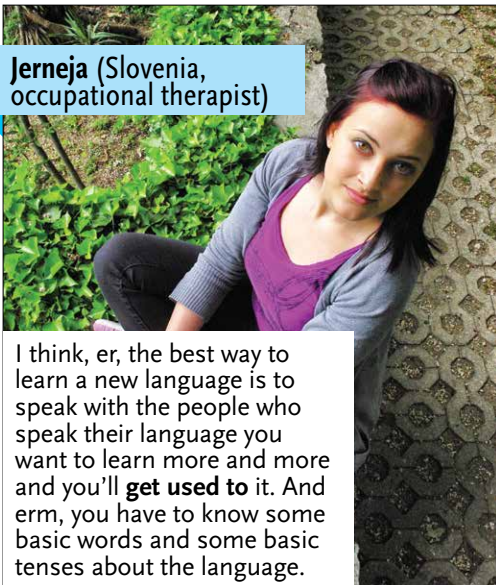 Jerneja (Slovenia,
occupational therapist)
I think, er, the best way to
learn a new language is to
speak with the people who
speak their language you
want to learn more and more
and you'll get used to it. And
erm, you have to know some
basic words and some basic
tenses about the language.